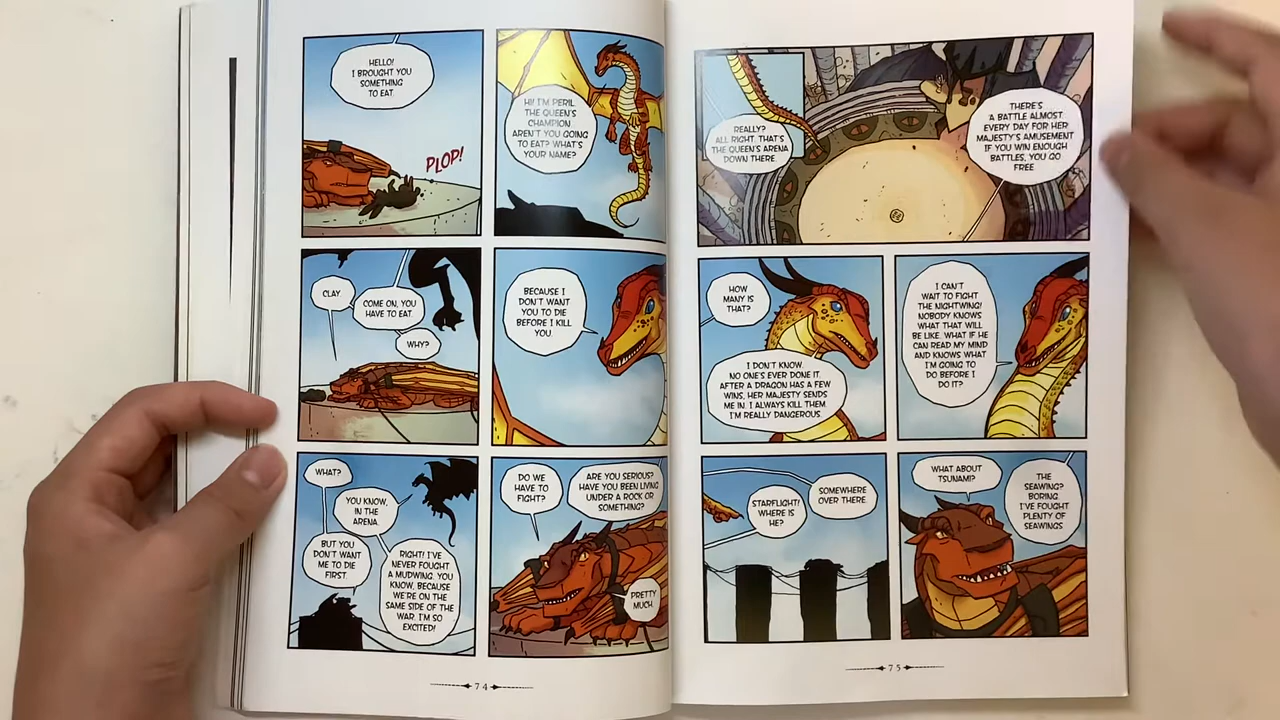 HELLO!
I BROUGHT YOU
SOMETHING
TO EAT.
PLOP!
HI! I'M PERIL
THE QUEEN'S
CHAMPION
AREN'T YOU GOING
TO EAT? WHAT'S
YOUR NAME?
CLAY
COME ON, YOU
HAVE TO EAT.
WHY?
BECAUSE I
DON'T WANT
YOU TO DIE
BEFORE I KILL
YOU.
WHAT?
YOU KNOW,
IN THE
ARENA.
BUT YOU
DON'T WANT
ME TO DIE
FIRST.
RIGHT! I'VE
NEVER FOUGHT
A MUDWING. YOU
KNOW, BECAUSE
WE'RE ON THE
SAME SIDE OF THE
WAR. I'M SO
EXCITED!
DO WE
HAVE TO
FIGHT?
ARE YOU SERIOUS?
HAVE YOU BEEN LIVING
UNDER A ROCK OR
SOMETHING?
PRETTY
MUCH.
74
REALLY?
ALL RIGHT. THAT'S
THE QUEEN'S ARENA
DOWN THERE.
THERE'S
A BATTLE ALMOST
EVERY DAY FOR HER
MAJESTY'S AMUSEMENT
IF YOU WIN ENOUGH
BATTLES, YOU GO
FREE
HOW
MANY IS
THAT?
I DON'T KNOW.
NO ONE'S EVER DONE IT.
AFTER A DRAGON HAS A FEW
WINS, HER MAJESTY SENDS
ME IN. I ALWAYS KILL THEM
I'M REALLY DANGEROUS.
I CAN'T
WAIT TO FIGHT
THE NIGHTWING!
NOBODY KNOWS
WHAT THAT WILL
BE LIKE. WHAT IF HE
CAN READ MY MIND
AND KNOWS WHAT
I'M GOING TO
DO BEFORE I
DO IT?
STARFLIGHT!
WHERE IS
HE?
SOMEWHERE
OVER THERE
WHAT ABOUT
TSUNAMI?
THE
SEAWING?
BORING
I'VE FOUGHT
PLENTY OF
SEAWINGS
75